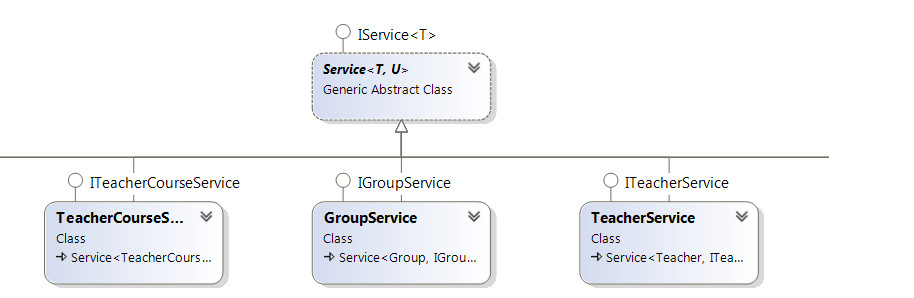 IService<T>
Service<T, U>
Generic Abstract Class
ITeacherCourseService
IGroupService
ITeacherService
TeacherCourseS...
GroupService
TeacherService
Class
Class
Class
Service<TeacherCours...
Service<Group, IGrou...
Service<Teacher, ITea...